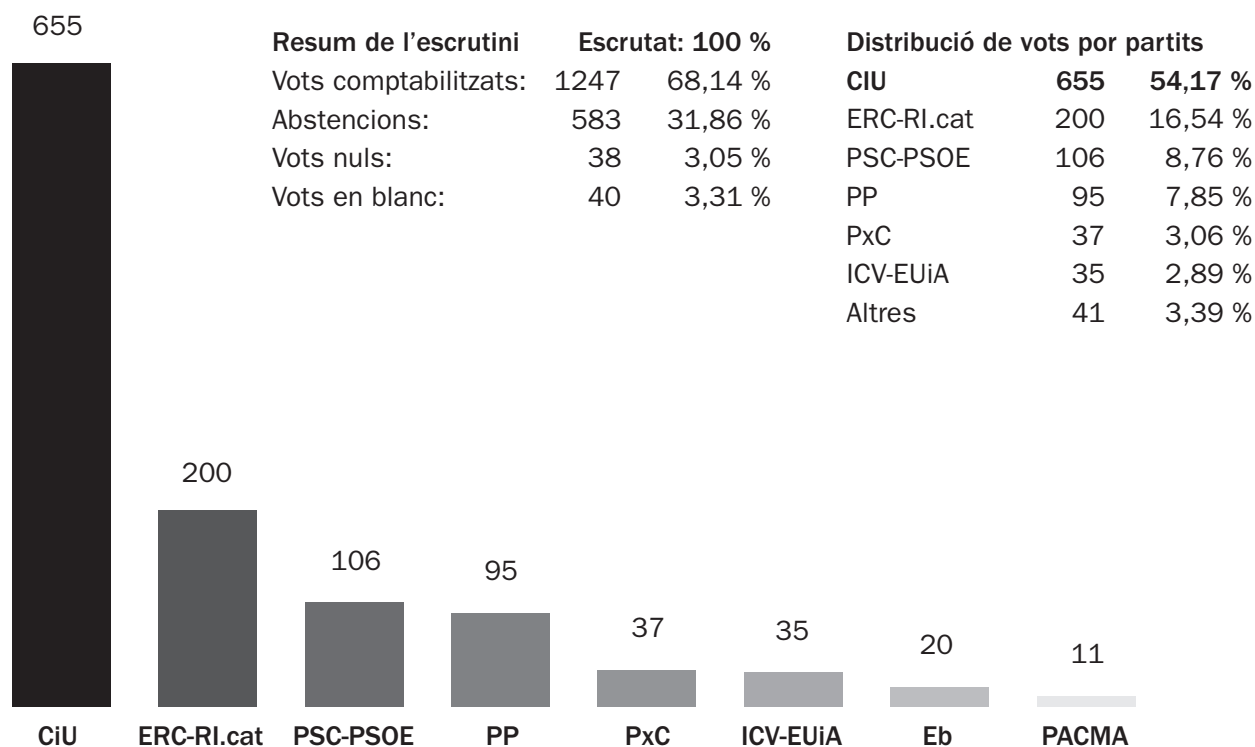 655
Resum de l’escrutini Escrutat: 100 %
Vots comptabilitzats: 1247 68,14 %
Abstencions: 583 31,86 %
Vots nuls: 38 3,05 %
Vots en blanc: 40 3,31 %
Distribució de vots por partits
CIU 655 54,17 %
ERC-RI.cat 200 16,54 %
PSC-PSOE 106 8,76 %
PP 95 7,85 %
PxC 37 3,06 %
ICV-EUiA 35 2,89 %
Altres 41 3,39 %
200
106
95
37
35
20
11
CiU ERC-RI.cat PSC-PSOE PP PxC ICV-EUiA Eb PACMA